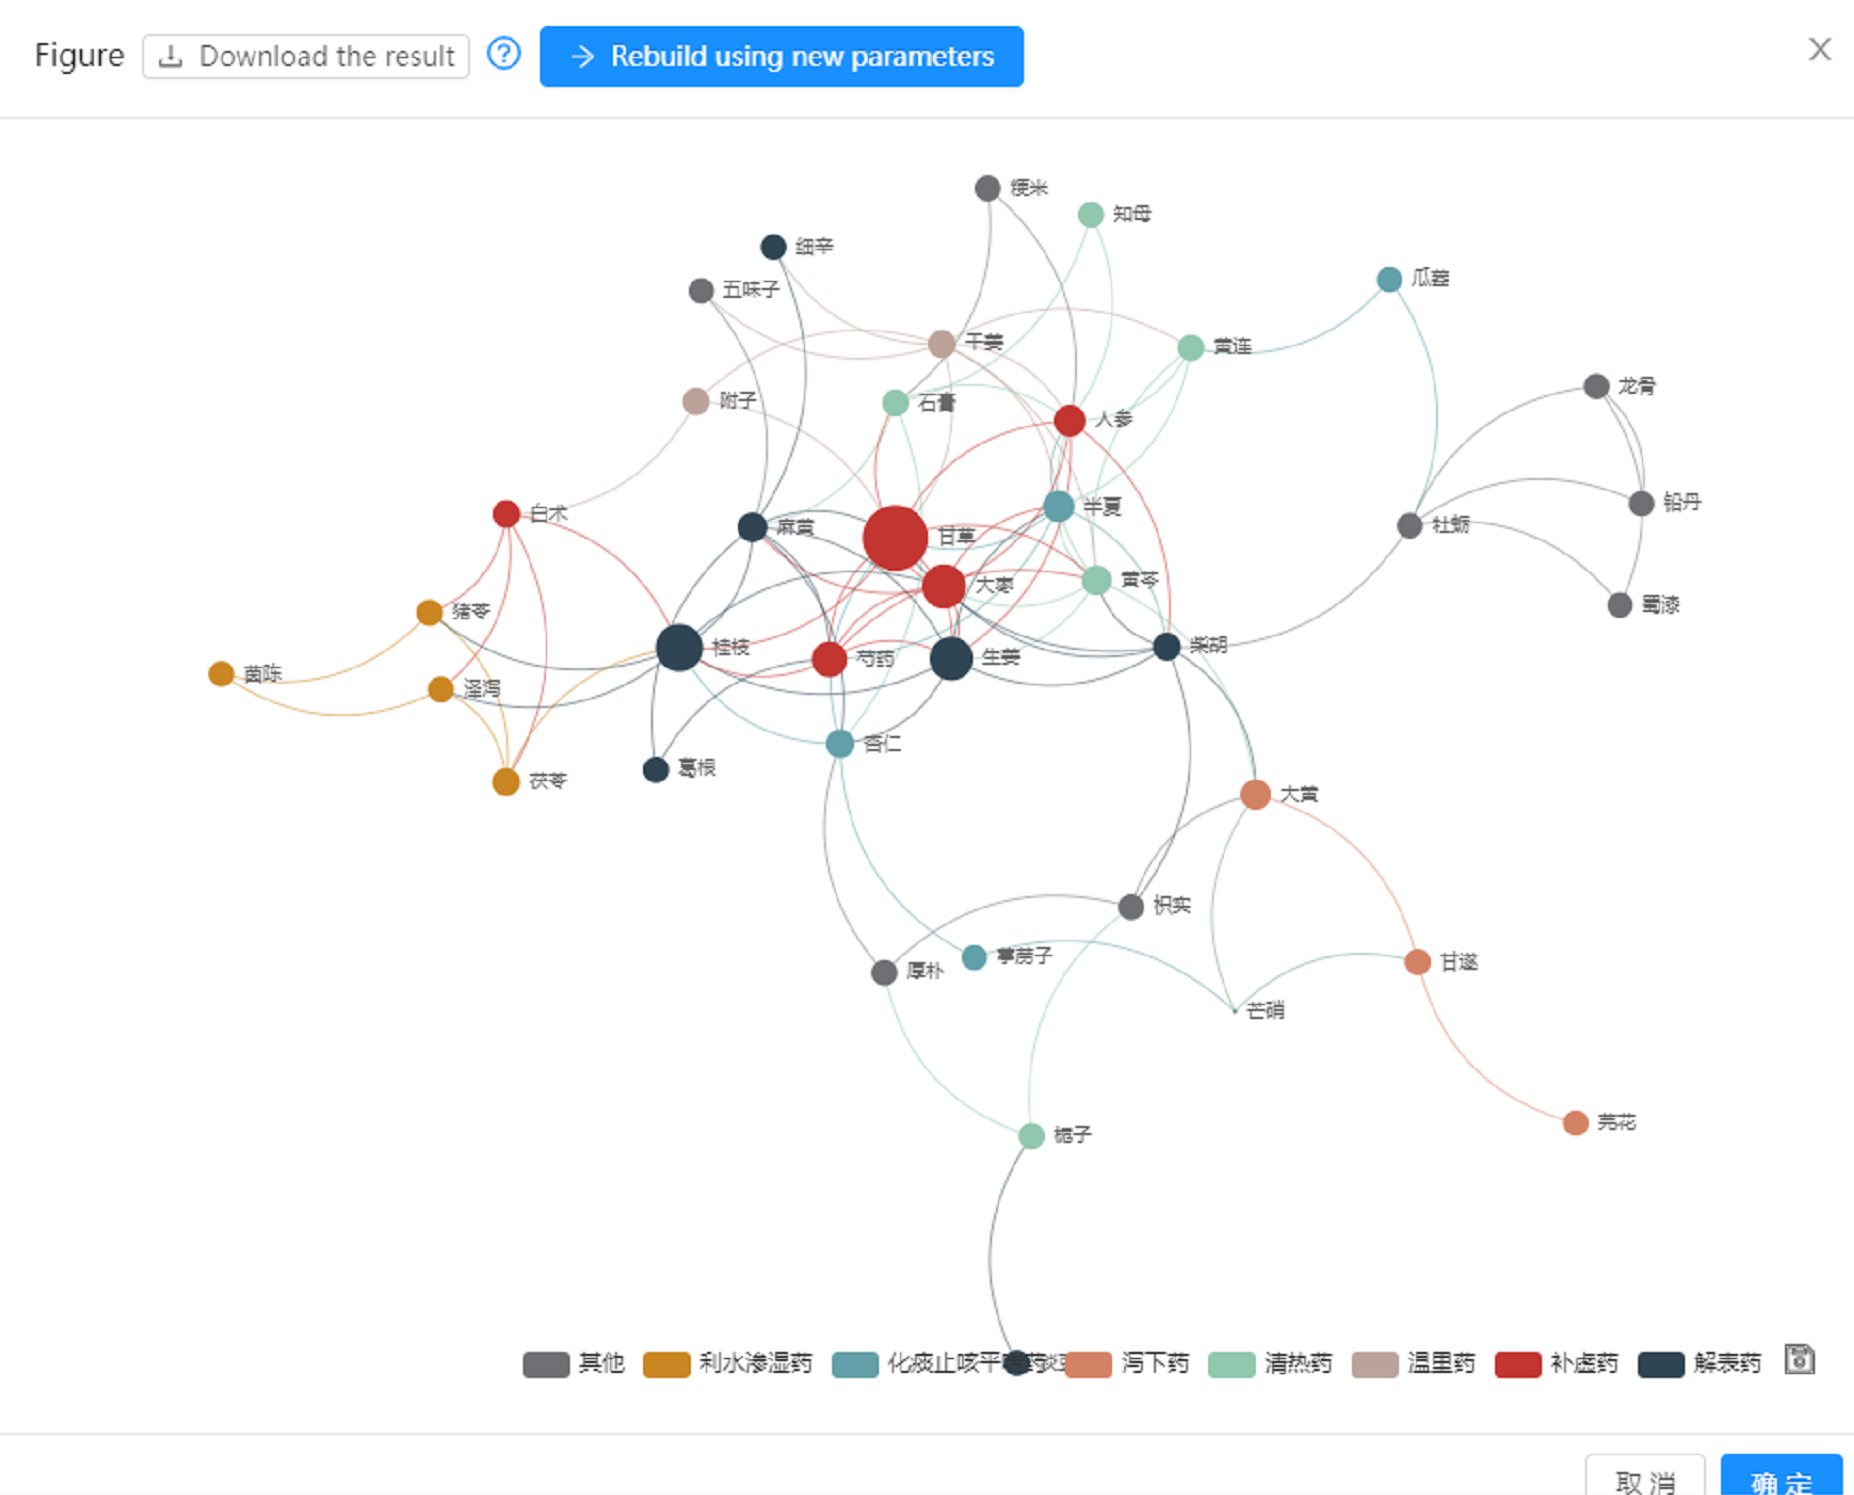 Figure
Download the result
?
Rebuild using new parameters
X
粳米
知母
细辛
瓜蒌
五味子
干姜
黄连
龙骨
附子
石膏
人参
铅丹
半夏
白术
麻黄
牡蛎
甘草
黄芩
大枣
蜀漆
猪苓
桂枝
柴胡
芍药
生姜
茵陈
泽泻
杏仁
葛根
茯苓
大黄
枳实
葶苈子
甘遂
厚朴
芒硝
芫花
栀子
其他
利水渗湿药
化痰止咳平喘药
泻下药
清热药
温里药
补虚药
解表药
取消
确定